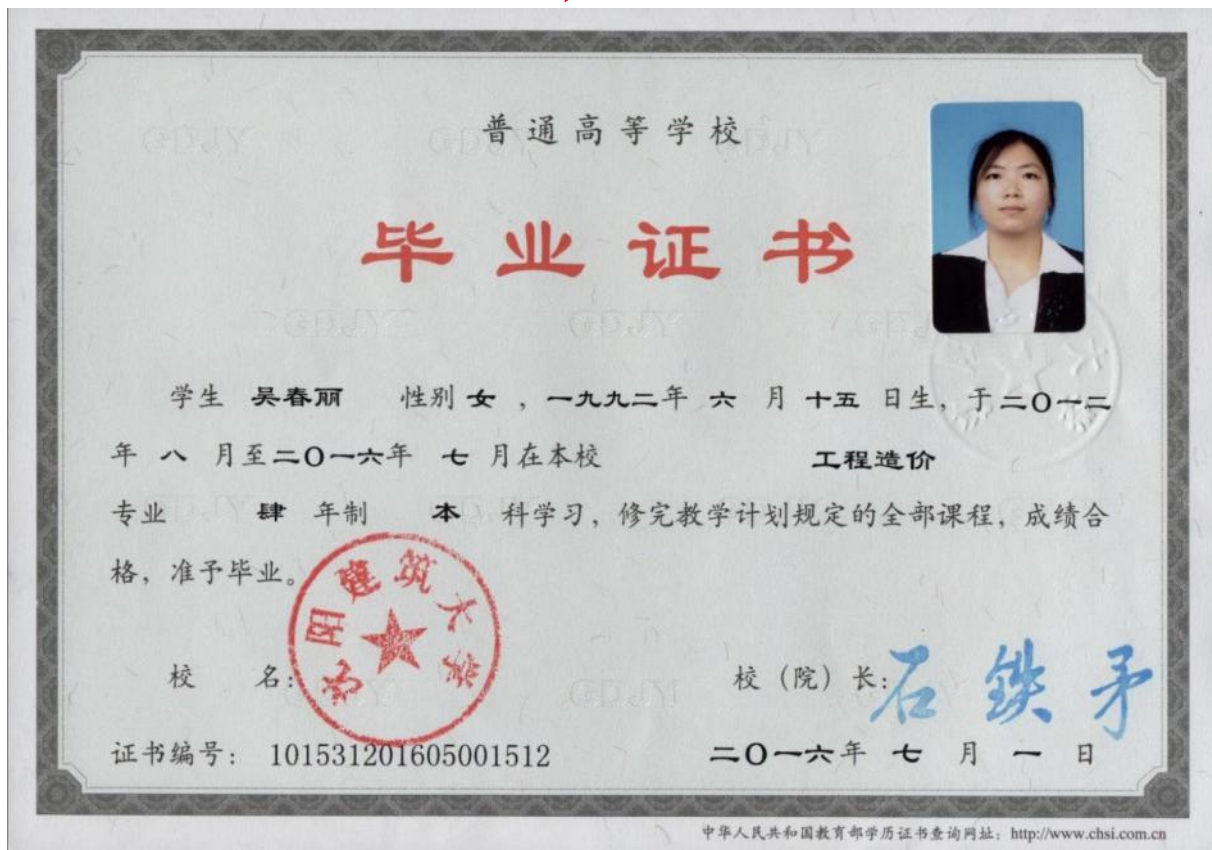 普通高等学校
毕业证书
学生 吴春丽 性别 女 ，一九九二年 六 月 十五 日生，于二〇一二
年 八 月至二〇一六年 七 月在本校 工程造价
专业 肆 年制 本 科学习，修完教学计划规定的全部课程，成绩合
格，准予毕业。
沈阳建筑大学
校 名： 校（院）长：石铁矛
证书编号： 101531201605001512 二〇一六年 七 月 一 日
中华人民共和国教育部学历证书查询网址：http://www.chsi.com.cn